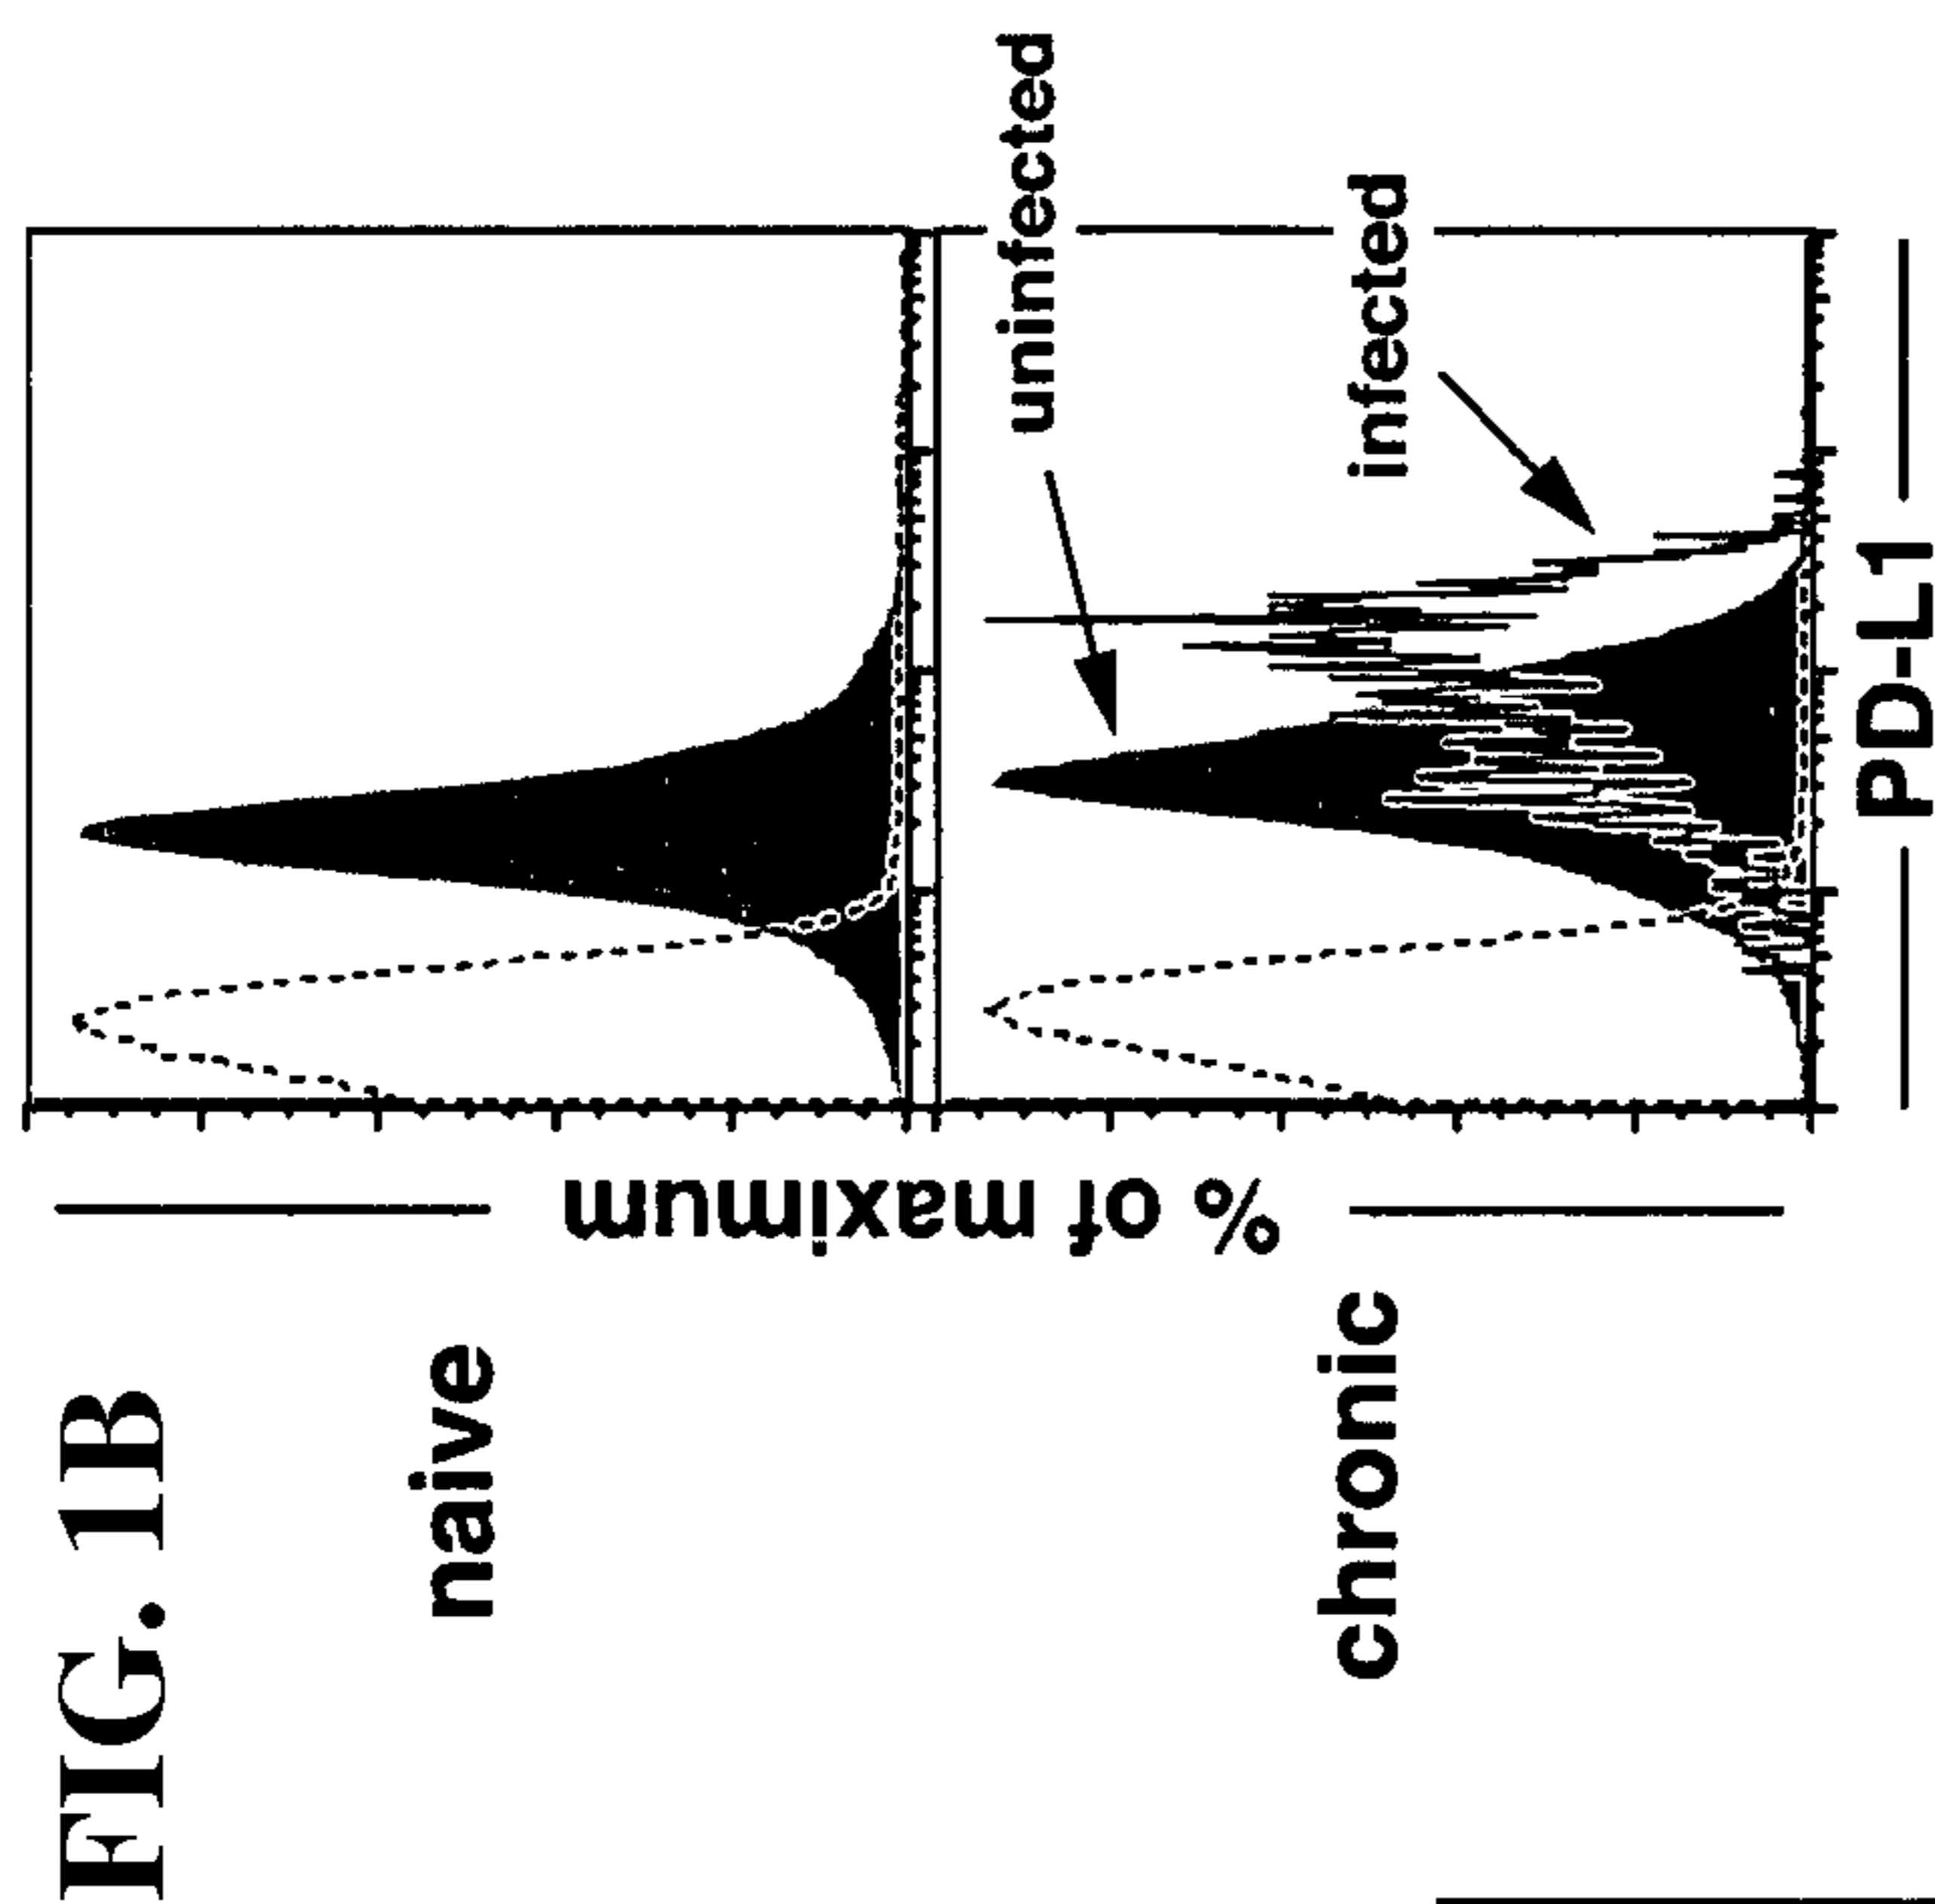 FIG. 1B
naive
% of maximum
chronic
uninfected
infected
PD-L1